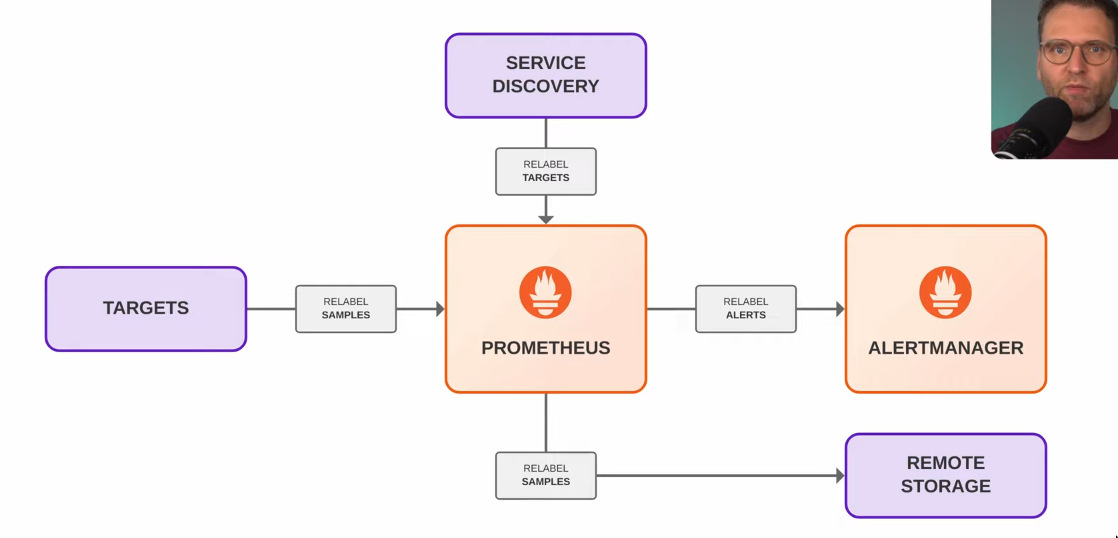 SERVICE
DISCOVERY
RELABEL
TARGETS
TARGETS
RELABEL
SAMPLES
PROMETHEUS
RELABEL
ALERTS
ALERTMANAGER
RELABEL
SAMPLES
REMOTE
STORAGE